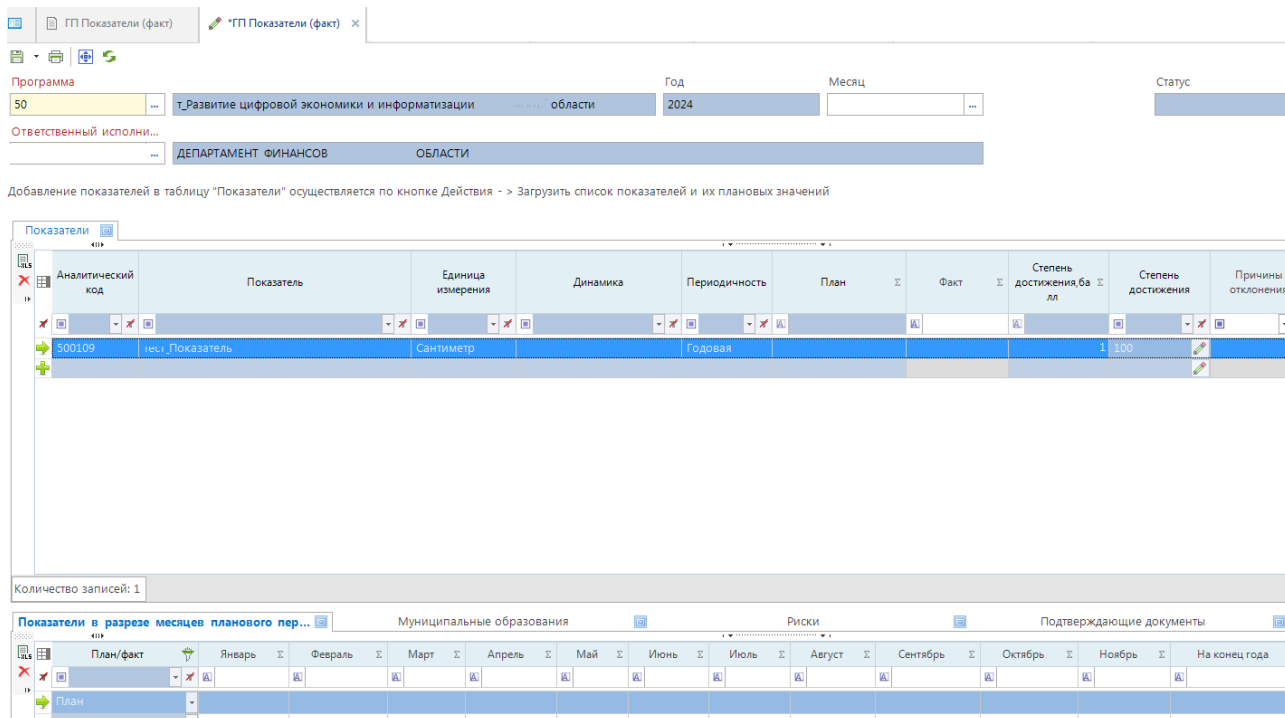 ГП Показатели (факт) *ГП Показатели (факт)
Программа Год Месяц Статус
50 ... т_Развитие цифровой экономики и информатизации области 2024 ...
Ответственный исполни...
... ДЕПАРТАМЕНТ ФИНАНСОВ ОБЛАСТИ
Добавление показателей в таблицу "Показатели" осуществляется по кнопке Действия - > Загрузить список показателей и их плановых значений
Показатели
Аналитический код Показатель Единица измерения Динамика Периодичность План Σ Факт Σ Степень достижения,ба лл Σ Степень достижения Причины отклонения
500109 тест_Показатель Сантиметр Годовая 1 100
Количество записей: 1
Показатели в разрезе месяцев планового пер... Муниципальные образования Риски Подтверждающие документы
План/факт Январь Σ Февраль Σ Март Σ Апрель Σ Май Σ Июнь Σ Июль Σ Август Σ Сентябрь Σ Октябрь Σ Ноябрь Σ На конец года
План